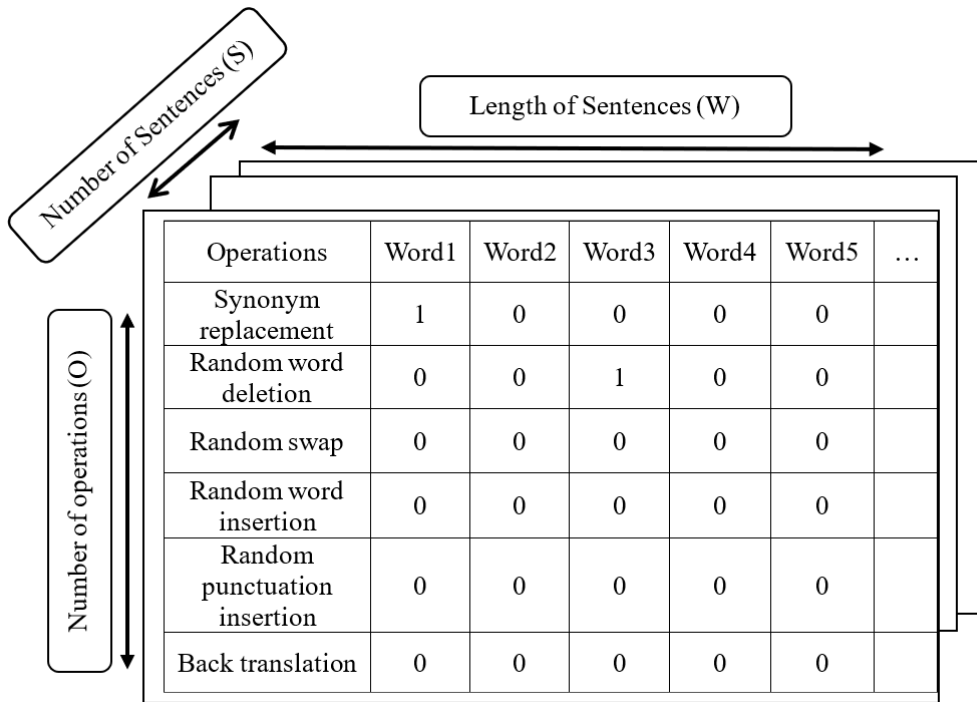 Number of Sentences (S)
Length of Sentences (W)
Number of operations (O)
Operations Word1 Word2 Word3 Word4 Word5 ...
Synonym
replacement 1 0 0 0 0
Random word
deletion 0 0 1 0 0
Random swap 0 0 0 0 0
Random word
insertion 0 0 0 0 0
Random
punctuation
insertion 0 0 0 0 0
Back translation 0 0 0 0 0